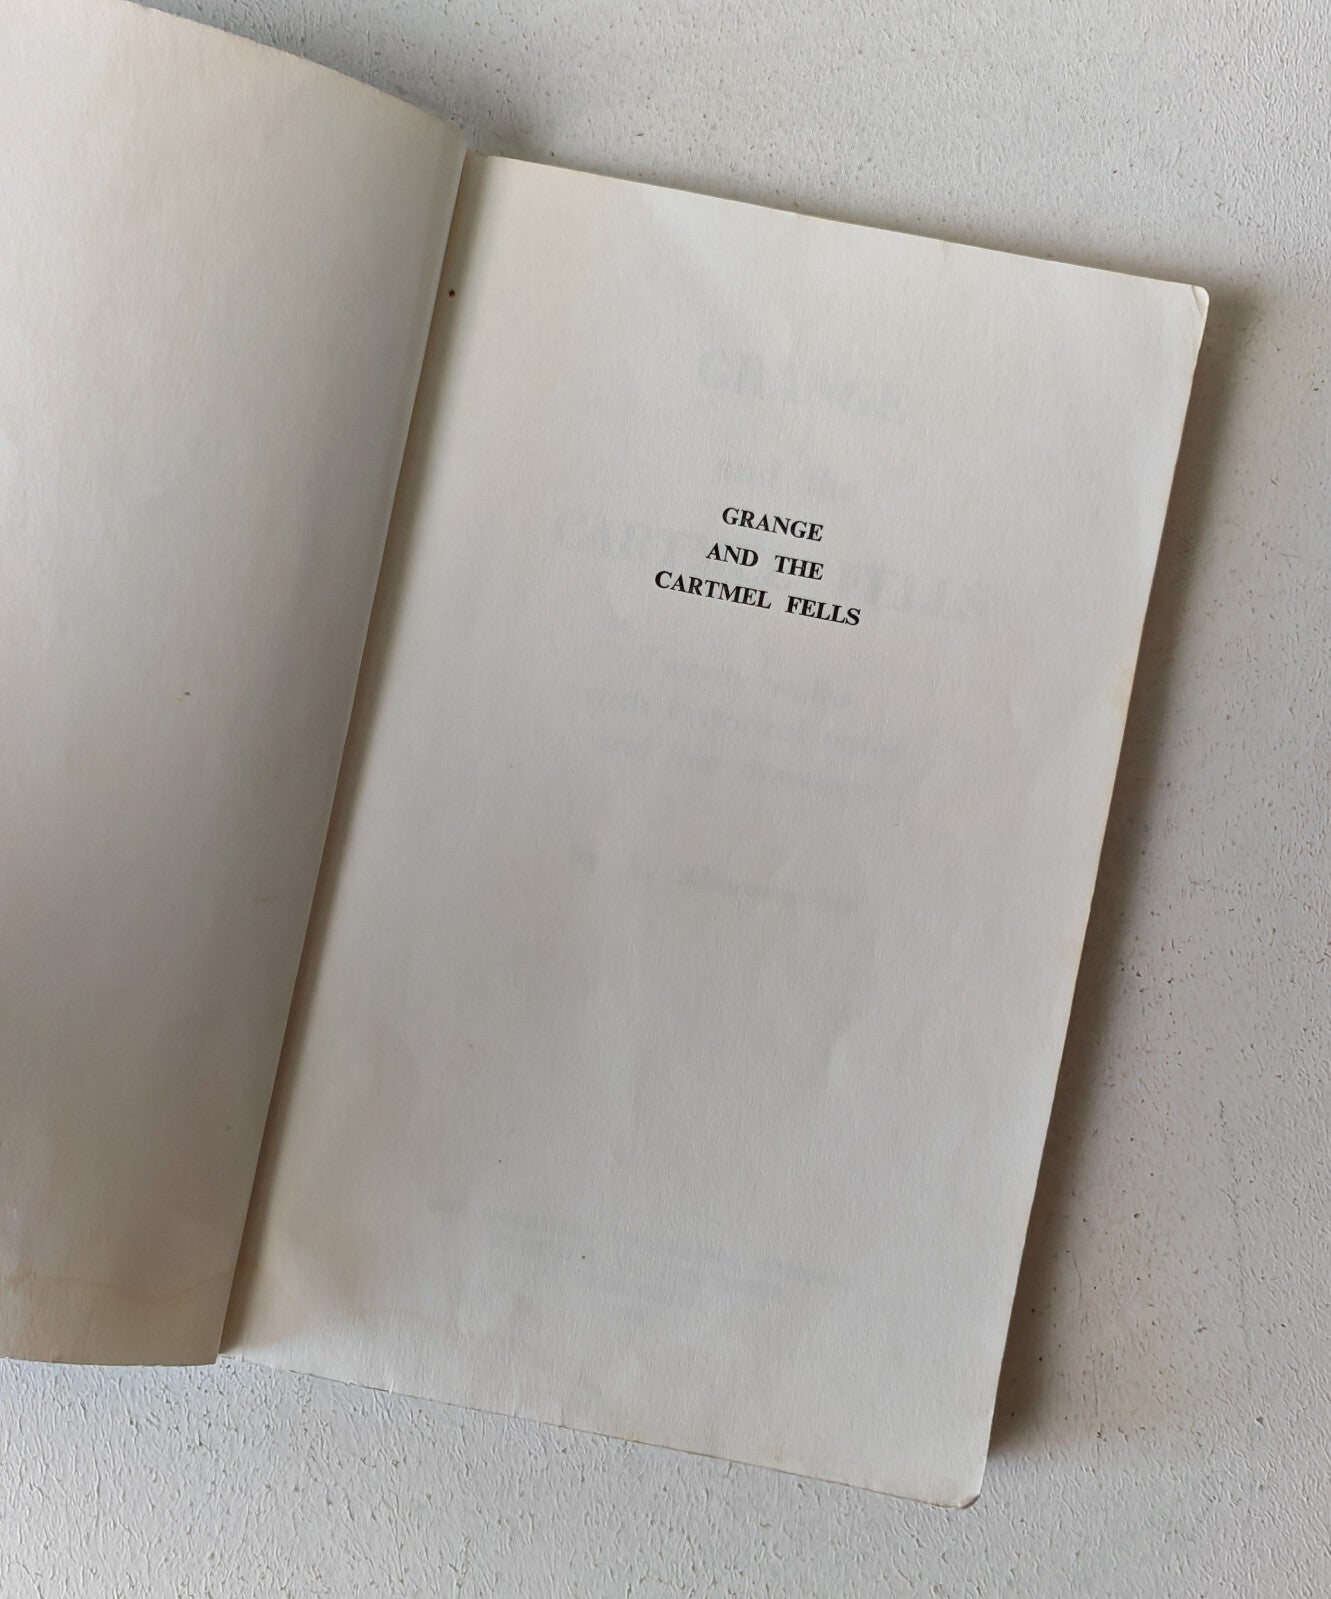 GRANGE
AND THE
CARTMEL FELLS